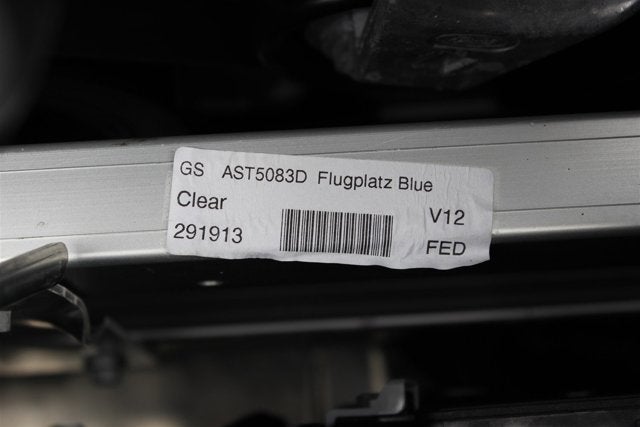 GS AST5083D Flugplatz Blue
Clear
V12
291913
FED